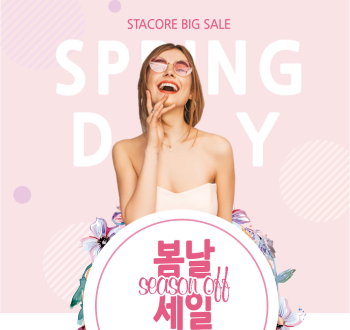 STACORE BIG SALE
SPRING
DAY
봄날
season off
세일